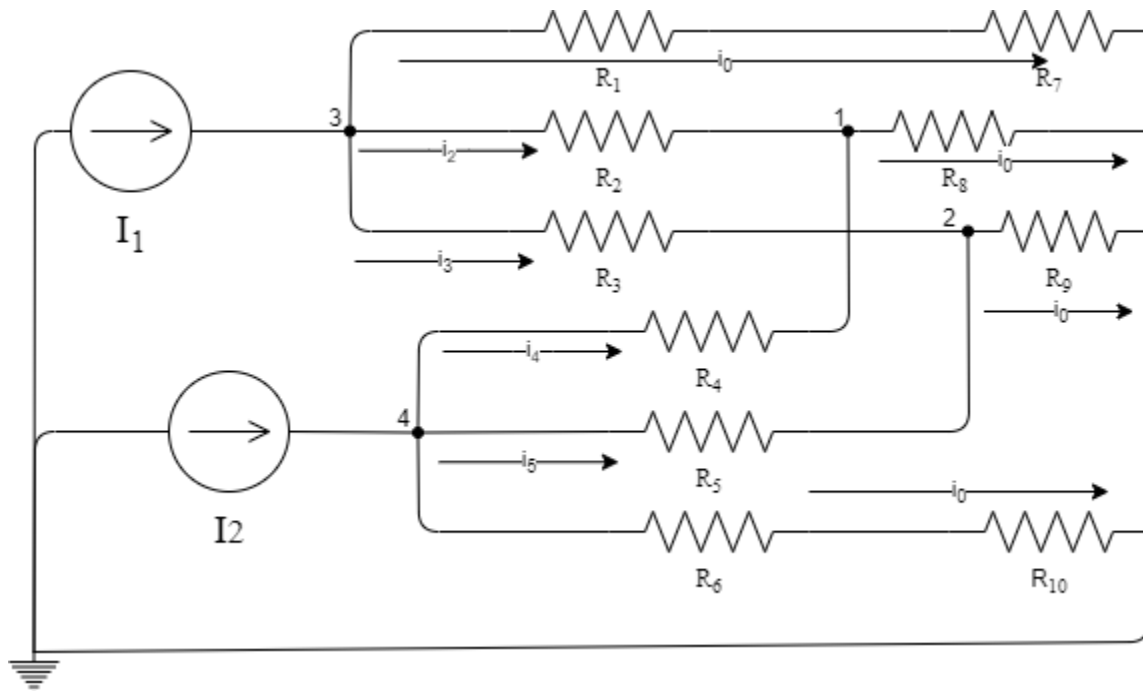 i₀
R₁
R₇
3
1
I₁
i₂
R₂
i₀
R₈
2
i₃
R₃
R₉
i₀
i₄
R₄
4
i₅
R₅
i₀
I2
R₆
R₁₀